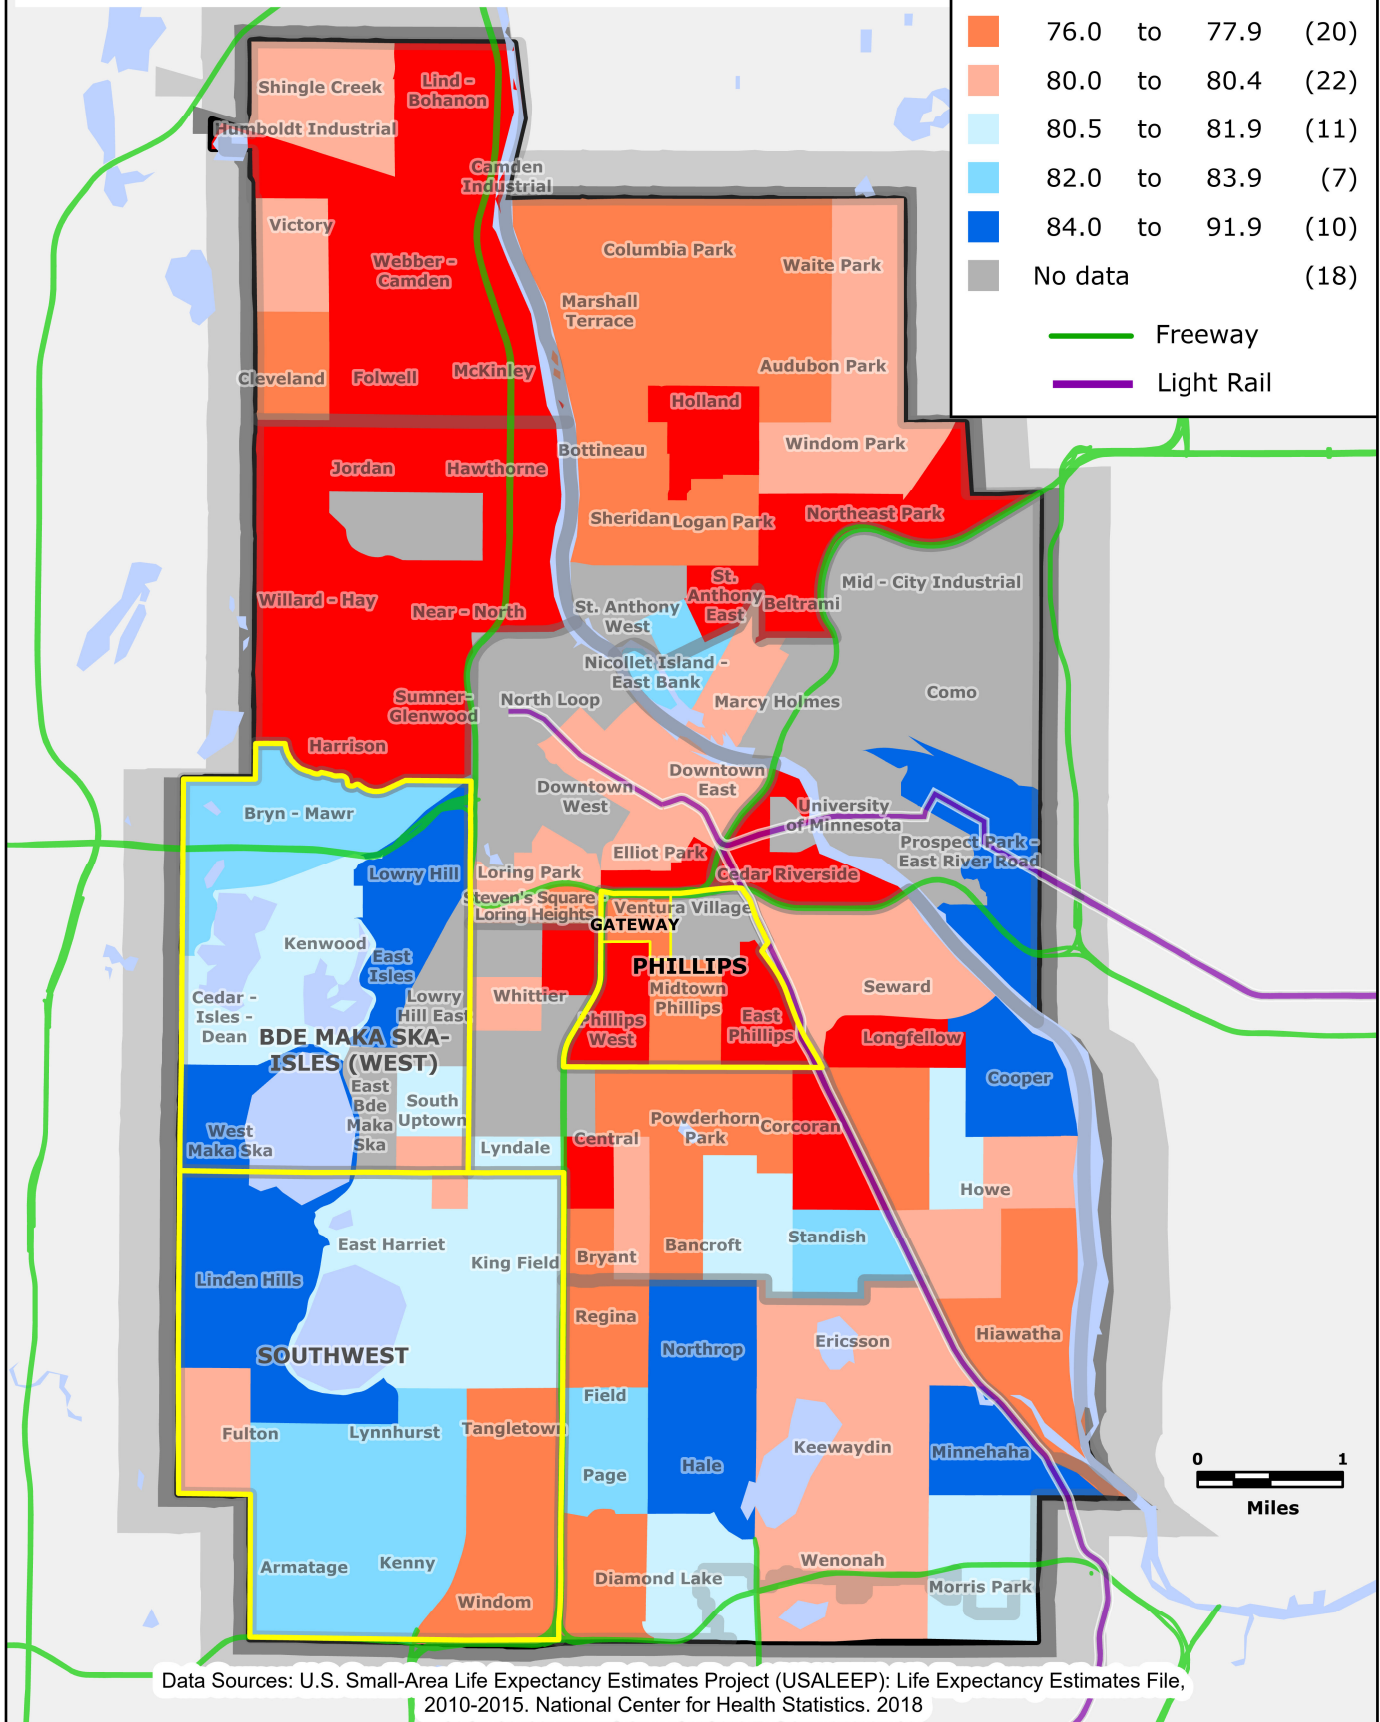 76.0 to 77.9 (20)
80.0 to 80.4 (22)
80.5 to 81.9 (11)
82.0 to 83.9 (7)
84.0 to 91.9 (10)
No data (18)
Freeway
Light Rail
Shingle Creek
Lind -
Bohanon
Humboldt Industrial
Camden
Industrial
Victory
Webber -
Camden
Columbia Park
Waite Park
Marshall
Terrace
Cleveland
Folwell
McKinley
Audubon Park
Holland
Bottineau
Windom Park
Jordan
Hawthorne
Sheridan
Logan Park
Northeast Park
Willard - Hay
Near - North
St. Anthony
West
St.
Anthony
East
Beltrami
Mid - City Industrial
Nicollet Island -
East Bank
Sumner-
Glenwood
North Loop
Marcy Holmes
Como
Harrison
Downtown
West
Downtown
East
Bryn - Mawr
University
of Minnesota
Prospect Park -
East River Road
Lowry Hill
Loring Park
Elliot Park
Cedar Riverside
Steven's Square
Loring Heights
Ventura Village
GATEWAY
Kenwood
East
Isles
PHILLIPS
Midtown
Phillips
Whittier
Seward
Cedar -
Isles -
Dean
Lowry
Hill East
Phillips
West
East
Phillips
Longfellow
BDE MAKA SKA-
ISLES (WEST)
Cooper
East
Bde
Maka
Ska
South
Uptown
West
Maka Ska
Lyndale
Central
Powderhorn
Park
Corcoran
Howe
East Harriet
King Field
Bryant
Bancroft
Standish
Linden Hills
Regina
Northrop
Ericsson
Hiawatha
SOUTHWEST
Field
Fulton
Lynnhurst
Tangletown
Keewaydin
Minnehaha
Page
Hale
0 1
Miles
Armatage
Kenny
Windom
Diamond Lake
Wenonah
Morris Park
Data Sources: U.S. Small-Area Life Expectancy Estimates Project (USALEEP): Life Expectancy Estimates File,
2010-2015. National Center for Health Statistics. 2018